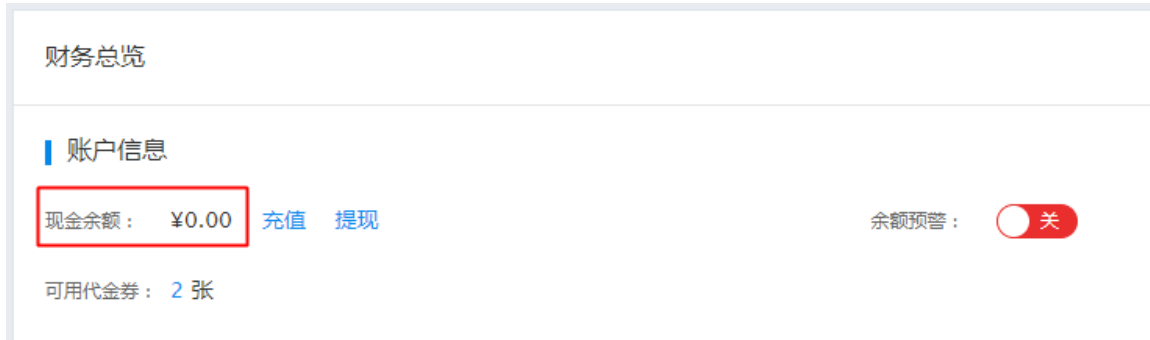 财务总览
账户信息
现金余额： ¥0.00 充值 提现 余额预警： 关
可用代金券： 2 张